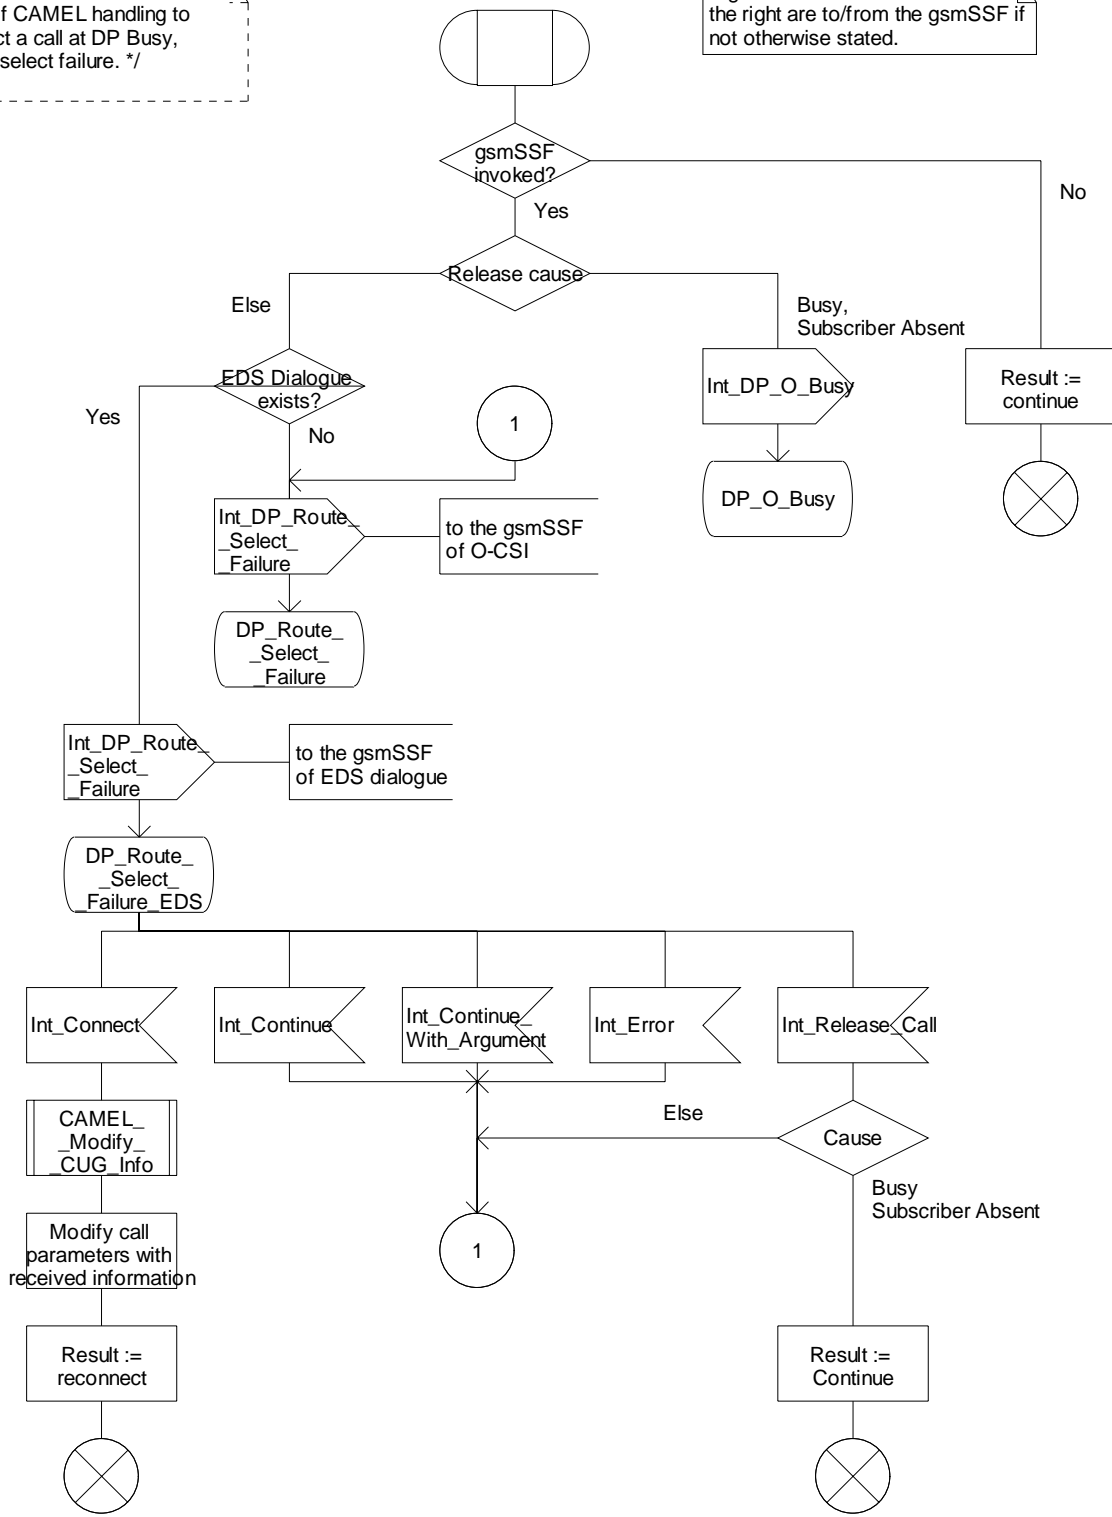 f CAMEL handling to
ct a call at DP Busy,
select failure. */
the right are to/from the gsmSSF if
not otherwise stated.
gsmSSF
invoked?
No
Yes
Release cause
Else
Busy,
Subscriber Absent
EDS Dialogue
exists?
Int_DP_O_Busy
Result :=
continue
Yes
1
No
DP_O_Busy
Int_DP_Route_
_Select_
_Failure
to the gsmSSF
of O-CSI
DP_Route_
_Select_
_Failure
Int_DP_Route_
_Select_
_Failure
to the gsmSSF
of EDS dialogue
DP_Route_
_Select_
_Failure_EDS
Int_Connect
Int_Continue
Int_Continue_
With_Argument
Int_Error
Int_Release_Call
CAMEL_
_Modify_
_CUG_Info
Else
Cause
Busy
Subscriber Absent
Modify call
parameters with
received information
1
Result :=
reconnect
Result :=
Continue